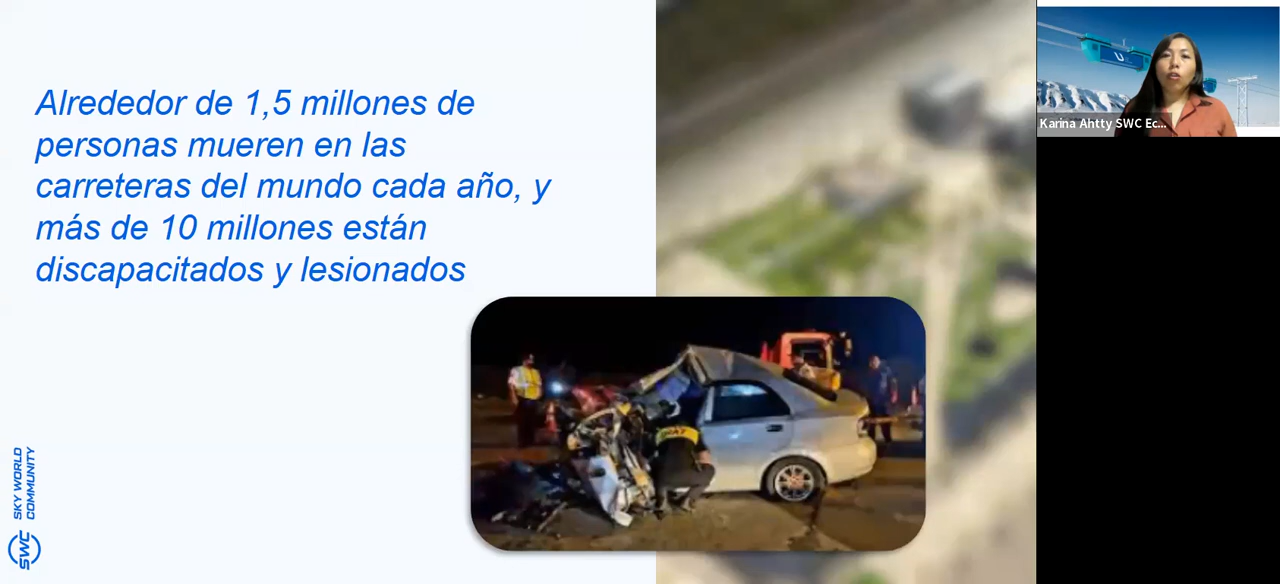 Alrededor de 1,5 millones de
personas mueren en las
carreteras del mundo cada año, y
más de 10 millones están
discapacitados y lesionados
Karina Ahtty SWC Ec...
SKY WORLD
COMMUNITY
SWC